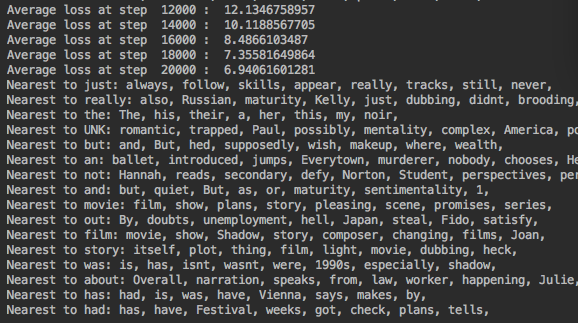 Average loss at step  12000 :  12.1346758957
Average loss at step  14000 :  10.1188567705
Average loss at step  16000 :  8.4866103487
Average loss at step  18000 :  7.35581649864
Average loss at step  20000 :  6.94061601281
Nearest to just: always, follow, skills, appear, really, tracks, still, never,
Nearest to really: also, Russian, maturity, Kelly, just, dubbing, didnt, brooding,
Nearest to the: The, his, their, a, her, this, my, noir,
Nearest to UNK: romantic, trapped, Paul, possibly, mentality, complex, America, po
Nearest to but: and, But, hed, supposedly, wish, makeup, where, wealth,
Nearest to an: ballet, introduced, jumps, Everytown, murderer, nobody, chooses, He
Nearest to not: Hannah, reads, secondary, defy, Norton, Student, perspectives, per
Nearest to and: but, quiet, But, as, or, maturity, sentimentality, 1,
Nearest to movie: film, show, plans, story, pleasing, scene, promises, series,
Nearest to out: By, doubts, unemployment, hell, Japan, steal, Fido, satisfy,
Nearest to film: movie, show, Shadow, story, composer, changing, films, Joan,
Nearest to story: itself, plot, thing, film, light, movie, dubbing, heck,
Nearest to was: is, has, isnt, wasnt, were, 1990s, especially, shadow,
Nearest to about: Overall, narration, speaks, from, law, worker, happening, Julie,
Nearest to has: had, is, was, have, Vienna, says, makes, by,
Nearest to had: has, have, Festival, weeks, got, check, plans, tells,